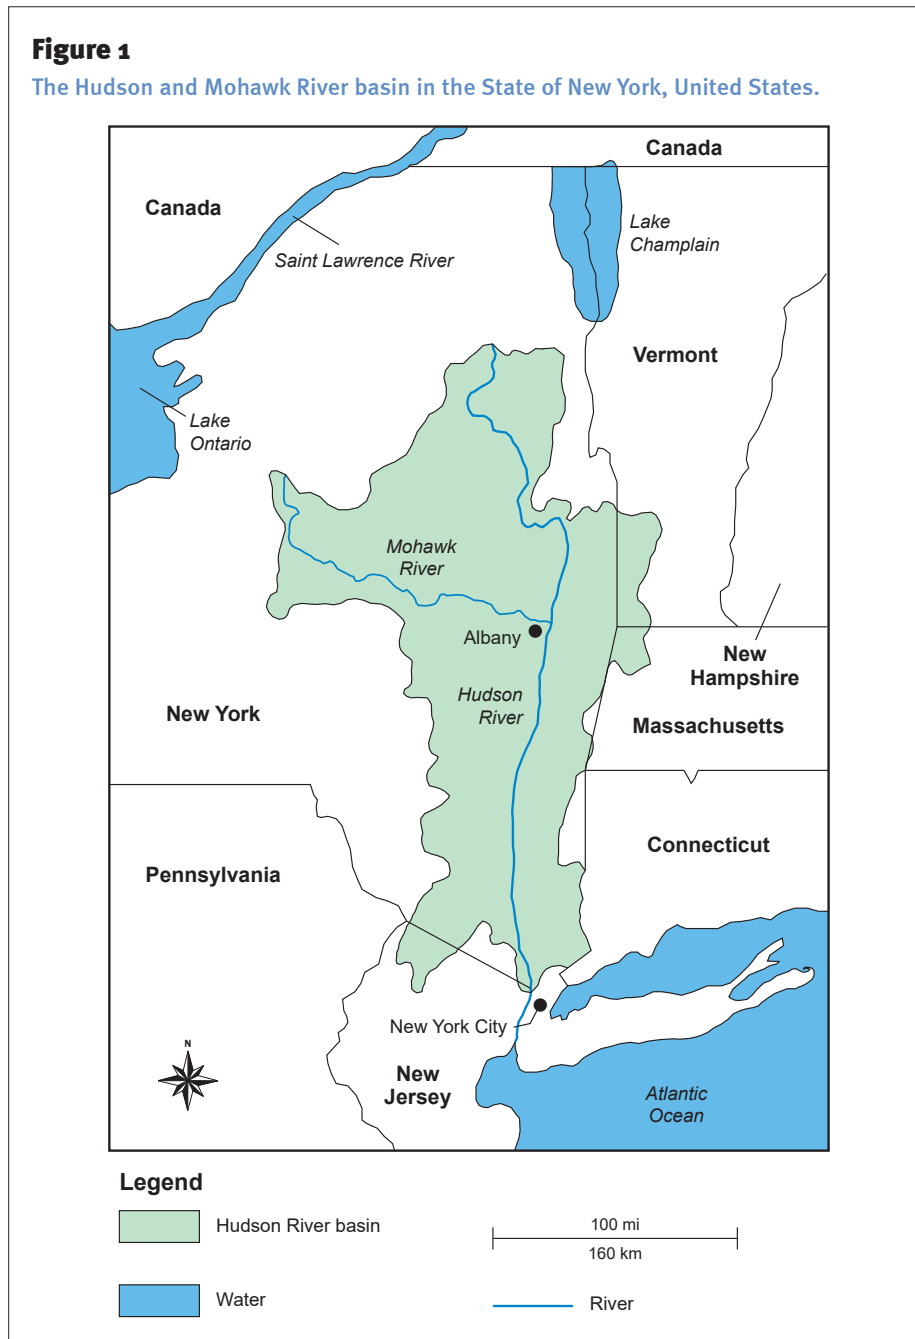 Figure 1
The Hudson and Mohawk River basin in the State of New York, United States.
Canada
Canada
Lake
Champlain
Saint Lawrence River
Vermont
Lake
Ontario
Mohawk
River
Albany
New
Hampshire
Hudson
River
New York
Massachusetts
Connecticut
Pennsylvania
New York City
N
New
Jersey
Atlantic
Ocean
Legend
Hudson River basin
100 mi
160 km
Water
River